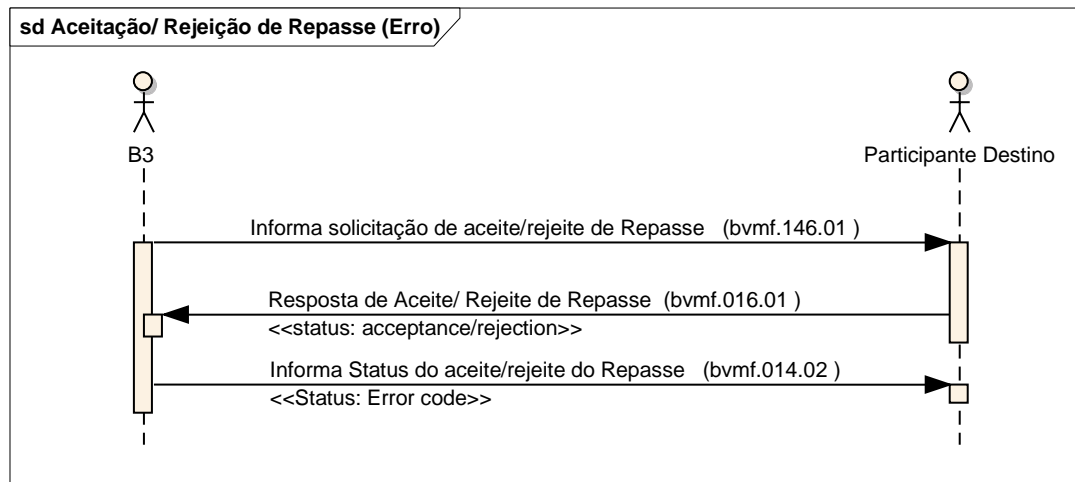 sd Aceitação/ Rejeição de Repasse (Erro)
B3
Participante Destino
Informa solicitação de aceite/rejeite de Repasse (bvmf.146.01 )
Resposta de Aceite/ Rejeite de Repasse (bvmf.016.01 )
<<status: acceptance/rejection>>
Informa Status do aceite/rejeite do Repasse (bvmf.014.02 )
<<Status: Error code>>